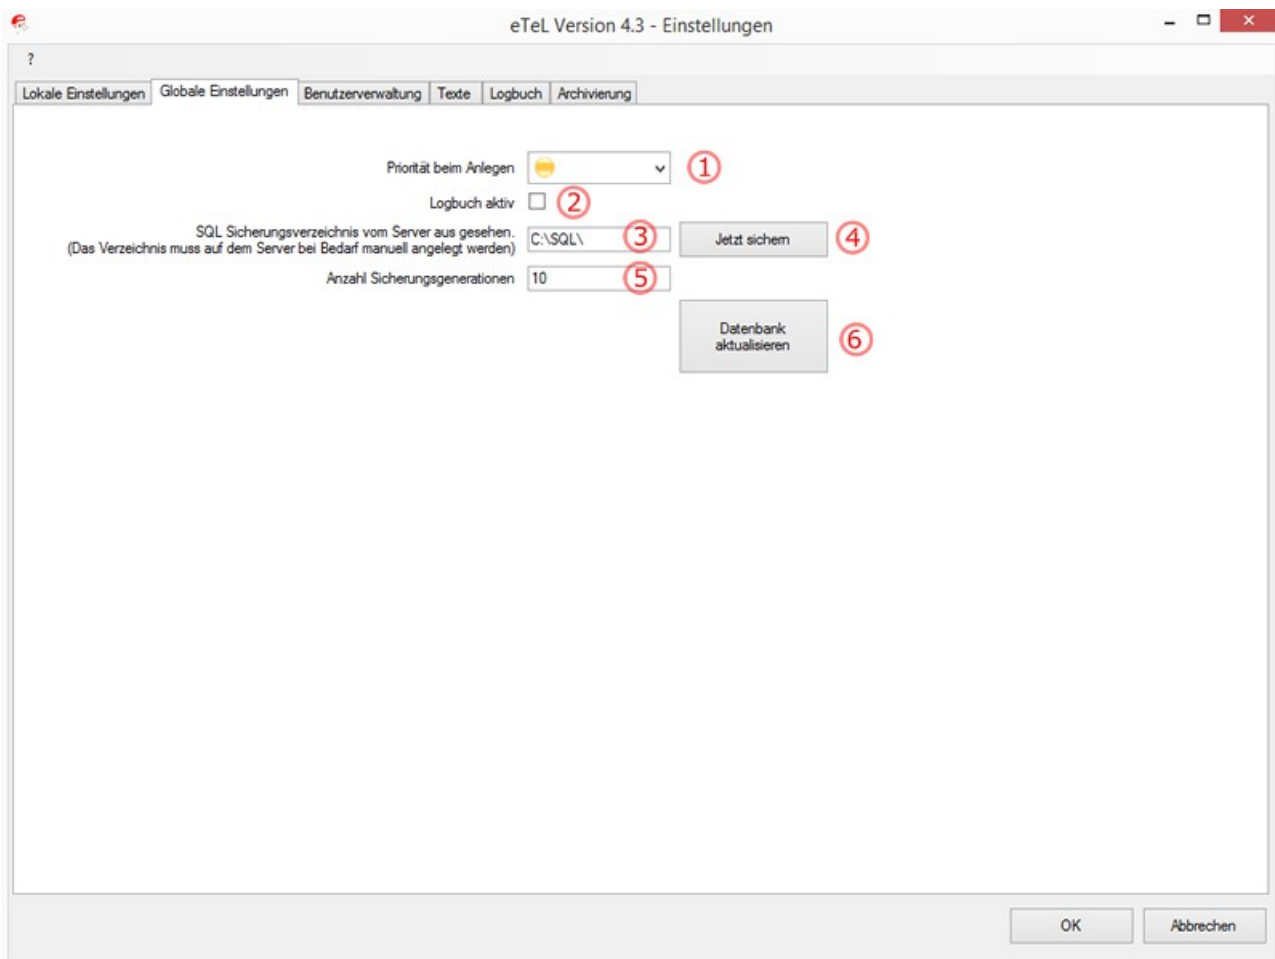 eTeL Version 4.3 - Einstellungen
?
Lokale Einstellungen Globale Einstellungen Benutzerverwaltung Texte Logbuch Archivierung
Priorität beim Anlegen 1
Logbuch aktiv 2
SQL Sicherungsverzeichnis vom Server aus gesehen.
(Das Verzeichnis muss auf dem Server bei Bedarf manuell angelegt werden)
C:\SQL\ 3 Jetzt sichern 4
Anzahl Sicherungsgenerationen 10 5
Datenbank
aktualisieren
6
OK Abbrechen